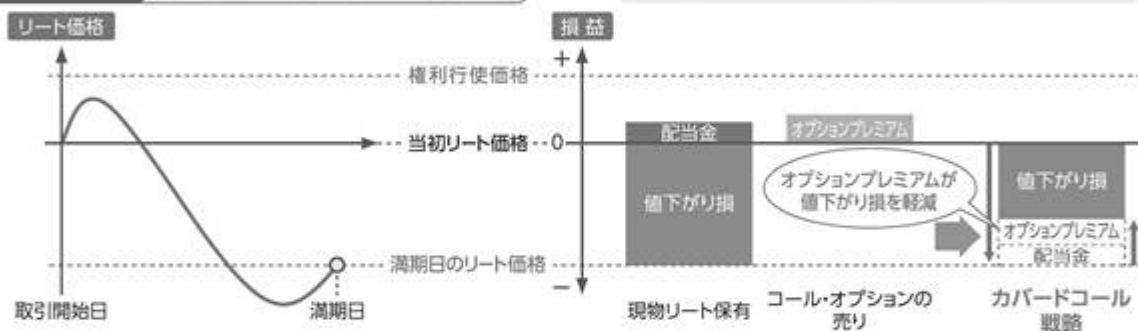 リート価格
損益
+
権利行使価格
当初リート価格
0
満期日のリート価格
−
取引開始日
満期日
配当金
値下がり損
オプションプレミアム
オプションプレミアムが
値下がり損を軽減
値下がり損
オプションプレミアム
配当金
現物リート保有
コール・オプションの
売り
カバードコール
戦略